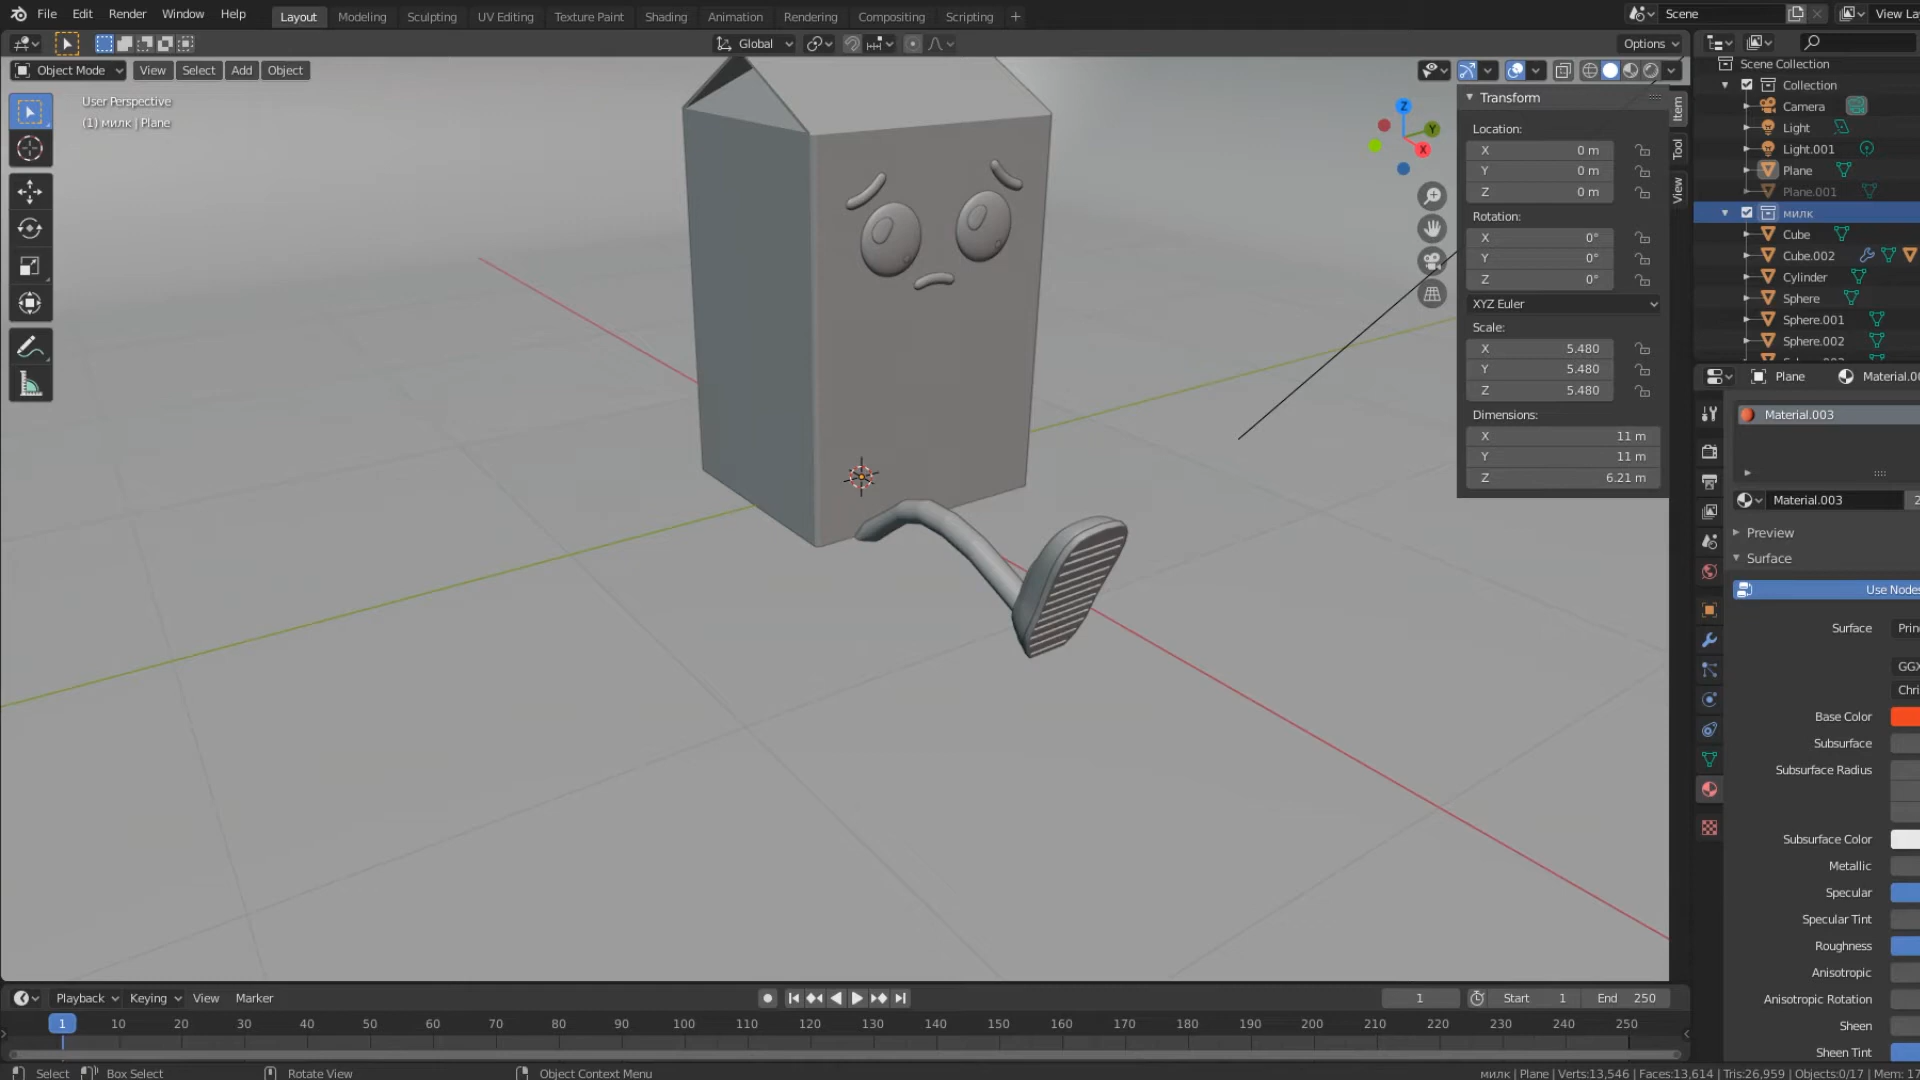 File Edit Render Window Help Layout Modeling Sculpting UV Editing Texture Paint Shading Animation Rendering Compositing Scripting + Scene
Global Options
Object Mode View Select Add Object
User Perspective
(1) милк | Plane
Z
Y
X
Transform
Location:
X 0 m
Y 0 m
Z 0 m
Rotation:
X 0°
Y 0°
Z 0°
XYZ Euler
Scale:
X 5.480
Y 5.480
Z 5.480
Dimensions:
X 11 m
Y 11 m
Z 6.21 m
Item
Tool
View
Scene Collection
Collection
Camera
Light
Light.001
Plane
Plane.001
милк
Cube
Cube.002
Cylinder
Sphere
Sphere.001
Sphere.002
Plane
Material.003
Material.003
Preview
Surface
Use Nodes
Surface
GGX
Base Color
Subsurface
Subsurface Radius
Subsurface Color
Metallic
Specular
Specular Tint
Roughness
Anisotropic
Anisotropic Rotation
Sheen
Sheen Tint
Playback Keying View Marker 1 Start 1 End 250
1 10 20 30 40 50 60 70 80 90 100 110 120 130 140 150 160 170 180 190 200 210 220 230 240 250
Select Box Select Rotate View Object Context Menu милк | Plane | Verts:13,546 | Faces:13,614 | Tris:26,959 | Objects:0/17 | Mem: 17